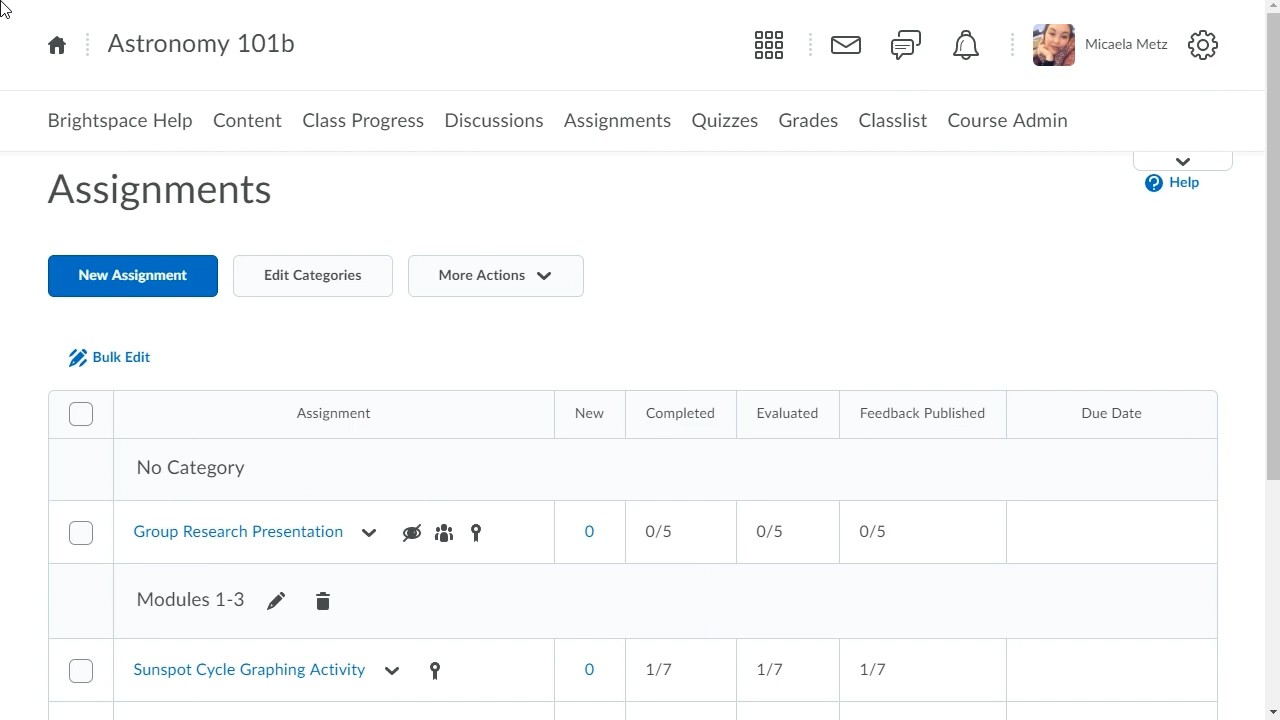 Astronomy 101b
Micaela Metz
Brightspace Help Content Class Progress Discussions Assignments Quizzes Grades Classlist Course Admin
Assignments
Help
New Assignment Edit Categories More Actions
Bulk Edit
Assignment New Completed Evaluated Feedback Published Due Date
No Category
Group Research Presentation 0 0/5 0/5 0/5
Modules 1-3
Sunspot Cycle Graphing Activity 0 1/7 1/7 1/7